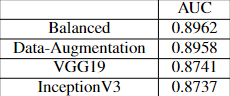 AUC
Balanced 0.8962
Data-Augmentation 0.8958
VGG19 0.8741
InceptionV3 0.8737